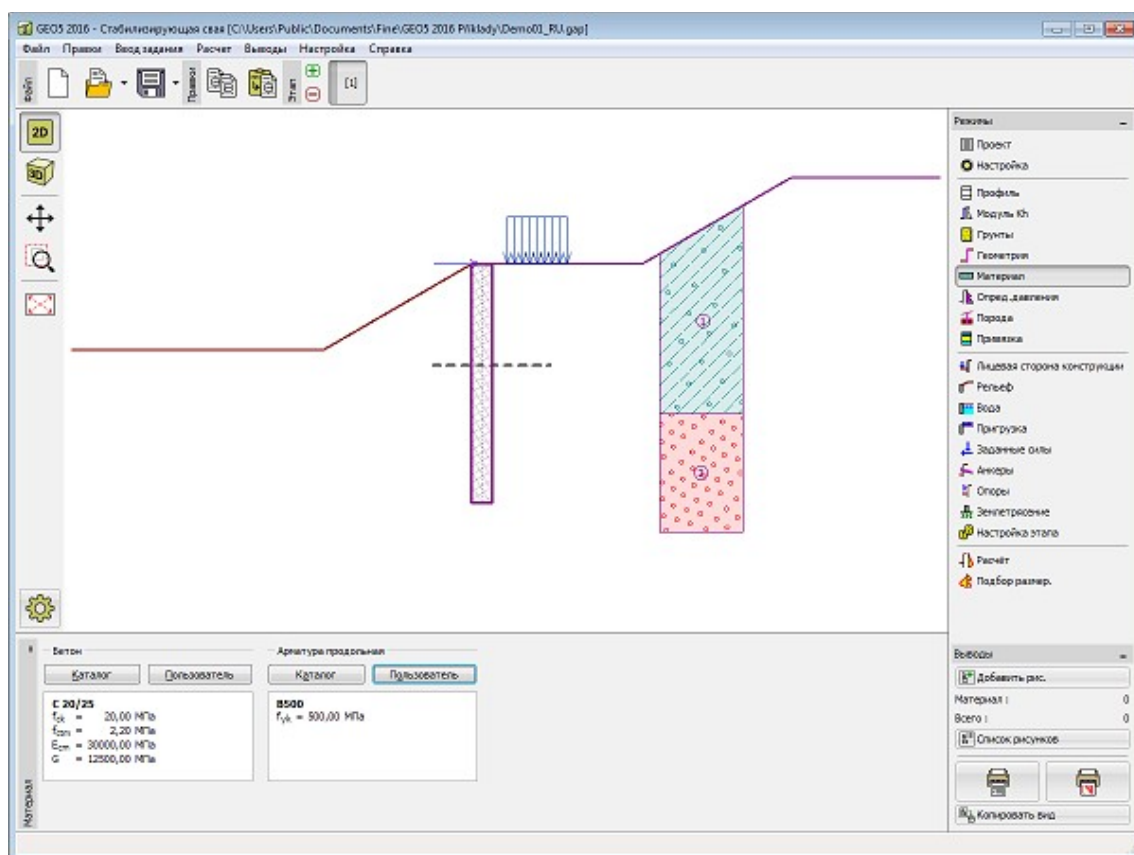 GEO5 2016 - Стабилизирующая свая [C:\Users\Public\Documents\Fine\GEO5 2016 Příklady\Demo01_RU.gap]
Файл Правки Ввод задания Расчет Выводы Настройка Справка
Файл Правки Этап [1]
2D
3D
Режимы
Проект
Настройка
Профиль
Модуль Kh
Грунты
Геометрия
Материал
Опред.давления
Порода
Привязка
Лицевая сторона конструкции
Рельеф
Вода
Пригрузка
Заданные силы
Анкеры
Опоры
Землетрясение
Настройка этапа
Расчёт
Подбор размер.
1
Бетон
Каталог Пользователь
C 20/25
fck = 20,00 МПа
fctm = 2,20 МПа
Ecm = 30000,00 МПа
G = 12500,00 МПа
Арматура продольная
Каталог Пользователь
B500
fyk = 500,00 МПа
Материал
Выводы
Добавить рис.
Материал : 0
Всего : 0
Список рисунков
Копировать вид